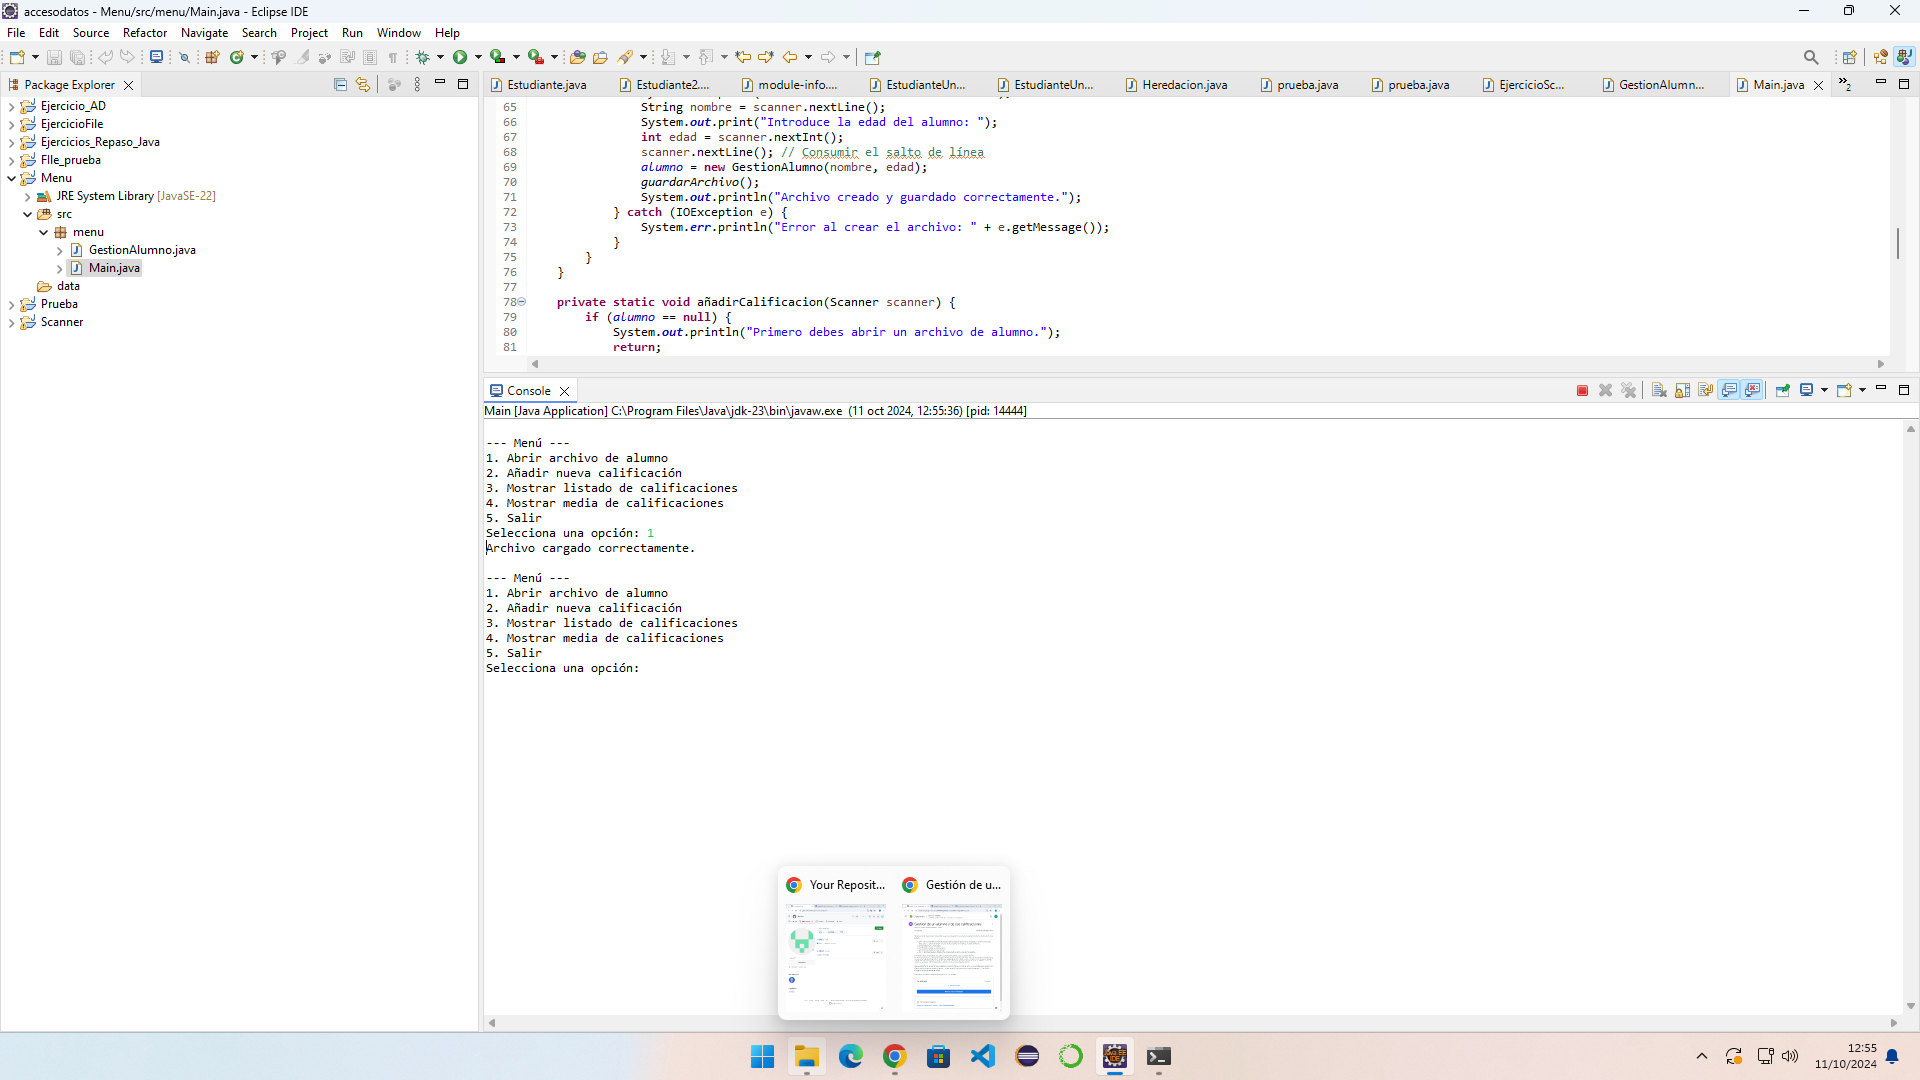 accesodatos - Menu/src/menu/Main.java - Eclipse IDE
File Edit Source Refactor Navigate Search Project Run Window Help
Package Explorer
Ejercicio_AD
EjercicioFile
Ejercicios_Repaso_Java
FIle_prueba
Menu
JRE System Library [JavaSE-22]
src
menu
GestionAlumno.java
Main.java
data
Prueba
Scanner
Estudiante.java Estudiante2.... module-info.... EstudianteUn... EstudianteUn... Heredacion.java prueba.java prueba.java EjercicioSc... GestionAlumn... Main.java »2
65 String nombre = scanner.nextLine();
66 System.out.print("Introduce la edad del alumno: ");
67 int edad = scanner.nextInt();
68 scanner.nextLine(); // Consumir el salto de línea
69 alumno = new GestionAlumno(nombre, edad);
70 guardarArchivo();
71 System.out.println("Archivo creado y guardado correctamente.");
72 } catch (IOException e) {
73 System.err.println("Error al crear el archivo: " + e.getMessage());
74 }
75 }
76 }
77
78 private static void añadirCalificacion(Scanner scanner) {
79 if (alumno == null) {
80 System.out.println("Primero debes abrir un archivo de alumno.");
81 return;
Console
Main [Java Application] C:\Program Files\Java\jdk-23\bin\javaw.exe (11 oct 2024, 12:55:36) [pid: 14444]
--- Menú ---
1. Abrir archivo de alumno
2. Añadir nueva calificación
3. Mostrar listado de calificaciones
4. Mostrar media de calificaciones
5. Salir
Selecciona una opción: 1
Archivo cargado correctamente.
--- Menú ---
1. Abrir archivo de alumno
2. Añadir nueva calificación
3. Mostrar listado de calificaciones
4. Mostrar media de calificaciones
5. Salir
Selecciona una opción:
Your Reposit... Gestión de u...
12:55
11/10/2024